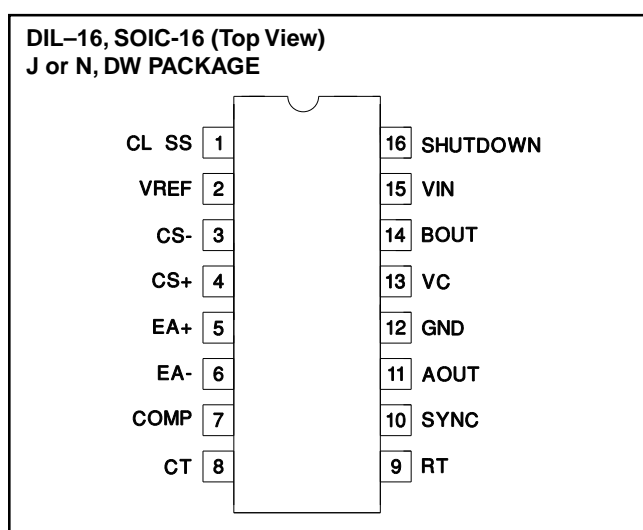 DIL–16, SOIC-16 (Top View)
J or N, DW PACKAGE
CL SS 1 16 SHUTDOWN
VREF 2 15 VIN
CS- 3 14 BOUT
CS+ 4 13 VC
EA+ 5 12 GND
EA- 6 11 AOUT
COMP 7 10 SYNC
CT 8 9 RT